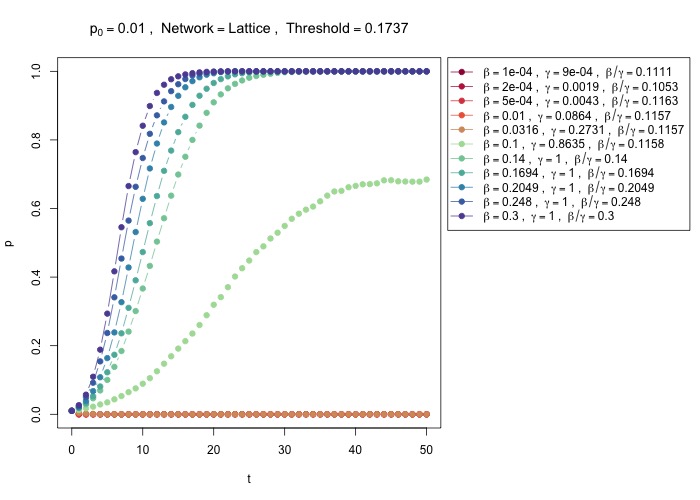 p₀ = 0.01 , Network = Lattice , Threshold = 0.1737
β = 1e-04 , γ = 9e-04 , β/γ = 0.1111
β = 2e-04 , γ = 0.0019 , β/γ = 0.1053
β = 5e-04 , γ = 0.0043 , β/γ = 0.1163
β = 0.01 , γ = 0.0864 , β/γ = 0.1157
β = 0.0316 , γ = 0.2731 , β/γ = 0.1157
β = 0.1 , γ = 0.8635 , β/γ = 0.1158
β = 0.14 , γ = 1 , β/γ = 0.14
β = 0.1694 , γ = 1 , β/γ = 0.1694
β = 0.2049 , γ = 1 , β/γ = 0.2049
β = 0.248 , γ = 1 , β/γ = 0.248
β = 0.3 , γ = 1 , β/γ = 0.3
1.0
0.8
0.6
0.4
0.2
0.0
p
0 10 20 30 40 50
t